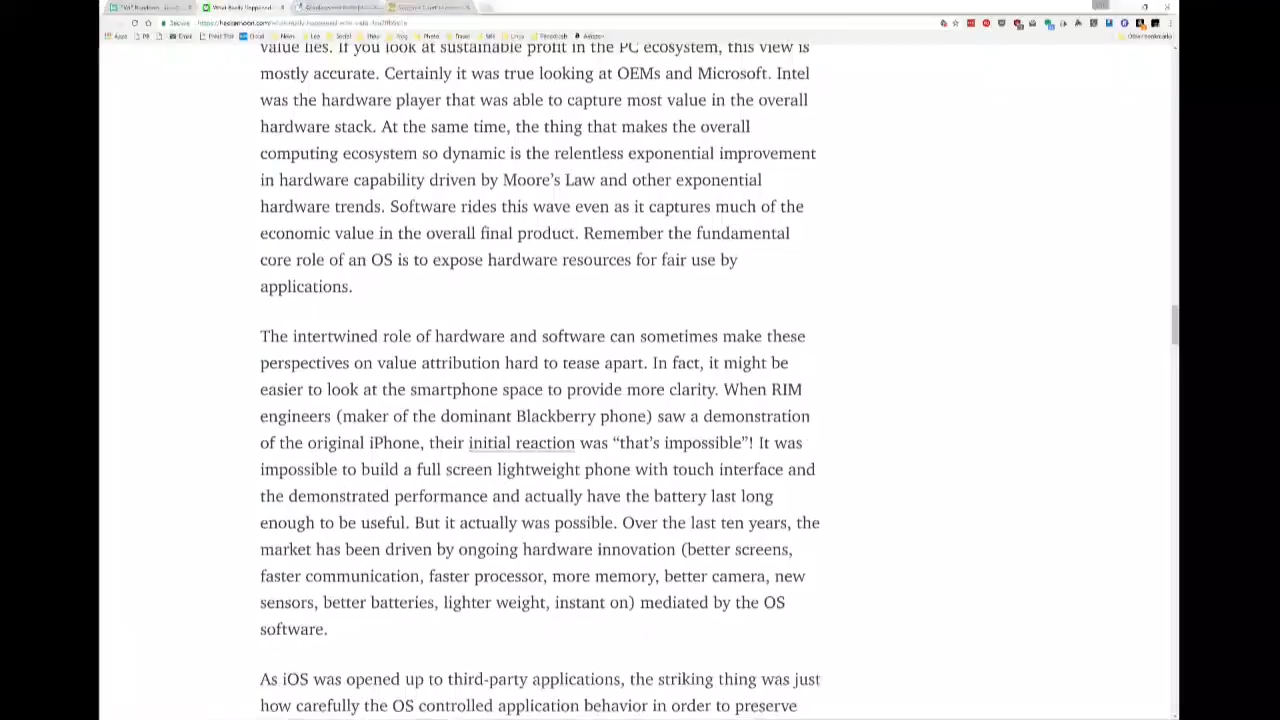 What Really Happened
Secure
Apps
Email
News
Social
Photo
Travel
Amazon
Other bookmarks
value lies. If you look at sustainable profit in the PC ecosystem, this view is
mostly accurate. Certainly it was true looking at OEMs and Microsoft. Intel
was the hardware player that was able to capture most value in the overall
hardware stack. At the same time, the thing that makes the overall
computing ecosystem so dynamic is the relentless exponential improvement
in hardware capability driven by Moore’s Law and other exponential
hardware trends. Software rides this wave even as it captures much of the
economic value in the overall final product. Remember the fundamental
core role of an OS is to expose hardware resources for fair use by
applications.
The intertwined role of hardware and software can sometimes make these
perspectives on value attribution hard to tease apart. In fact, it might be
easier to look at the smartphone space to provide more clarity. When RIM
engineers (maker of the dominant Blackberry phone) saw a demonstration
of the original iPhone, their initial reaction was “that’s impossible”! It was
impossible to build a full screen lightweight phone with touch interface and
the demonstrated performance and actually have the battery last long
enough to be useful. But it actually was possible. Over the last ten years, the
market has been driven by ongoing hardware innovation (better screens,
faster communication, faster processor, more memory, better camera, new
sensors, better batteries, lighter weight, instant on) mediated by the OS
software.
As iOS was opened up to third-party applications, the striking thing was just
how carefully the OS controlled application behavior in order to preserve